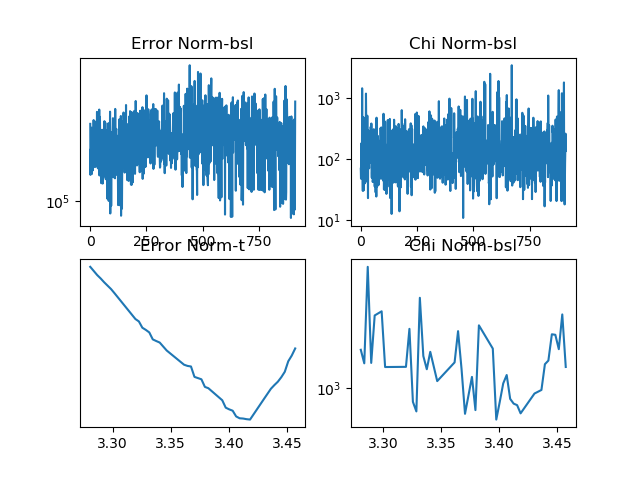 Error Norm-bsl
Chi Norm-bsl
10^5
0 250 500 750
10^3
10^2
10^1
0 250 500 750
Error Norm-t
Chi Norm-bsl
3.30 3.35 3.40 3.45
10^3
3.30 3.35 3.40 3.45